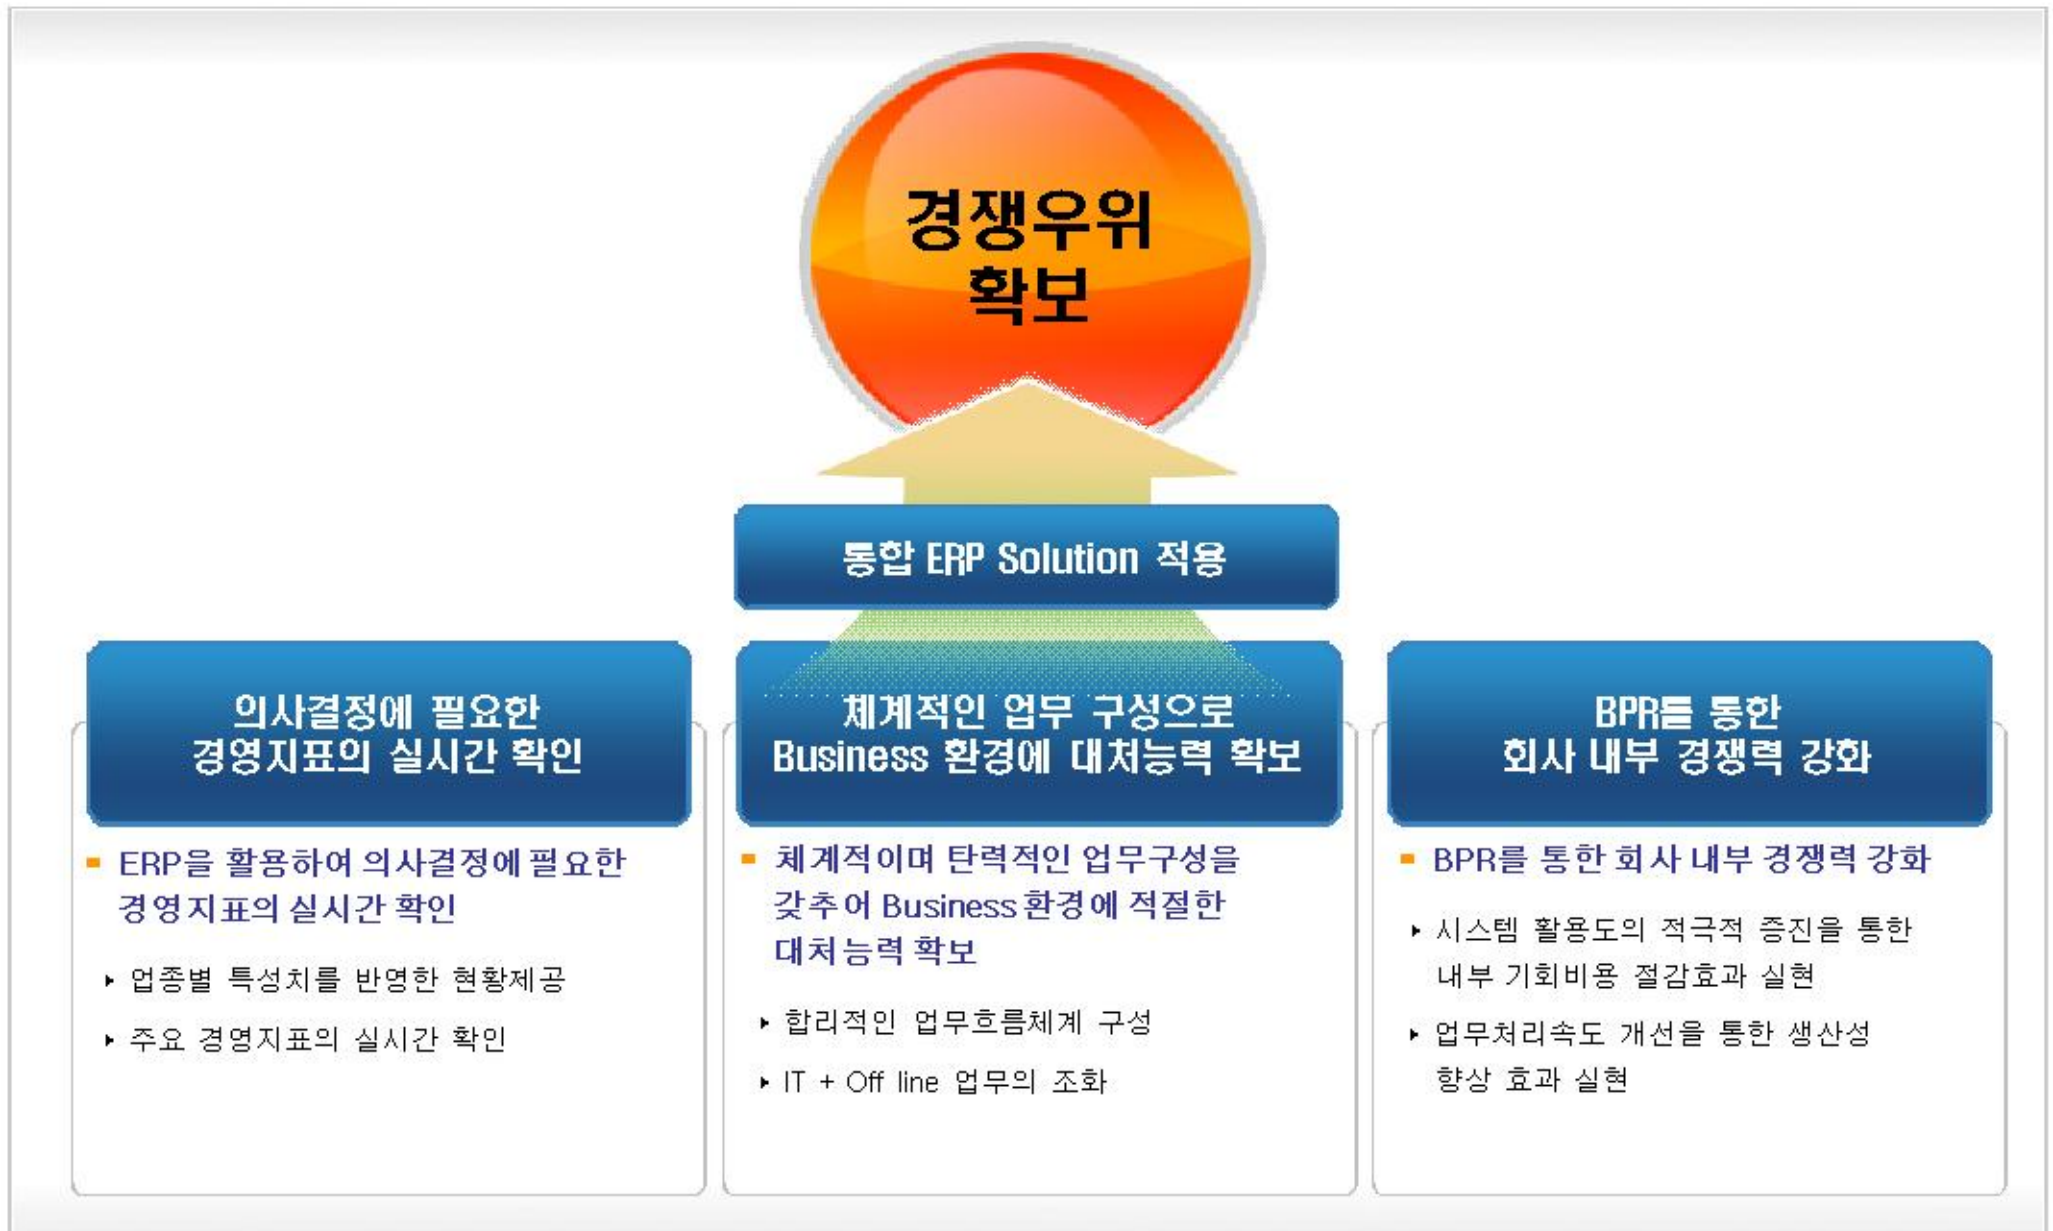 경쟁우위
확보
통합 ERP Solution 적용
의사결정에 필요한
경영지표의 실시간 확인
ERP을 활용하여 의사결정에 필요한
경영지표의 실시간 확인
업종별 특성치를 반영한 현황제공
주요 경영지표의 실시간 확인
체계적인 업무 구성으로
Business 환경에 대처능력 확보
체계적이며 탄력적인 업무구성을
갖추어 Business 환경에 적절한
대처능력 확보
합리적인 업무흐름체계 구성
IT + Off line 업무의 조화
BPR를 통한
회사 내부 경쟁력 강화
BPR를 통한 회사 내부 경쟁력 강화
시스템 활용도의 적극적 증진을 통한
내부 기회비용 절감효과 실현
업무처리속도 개선을 통한 생산성
향상 효과 실현